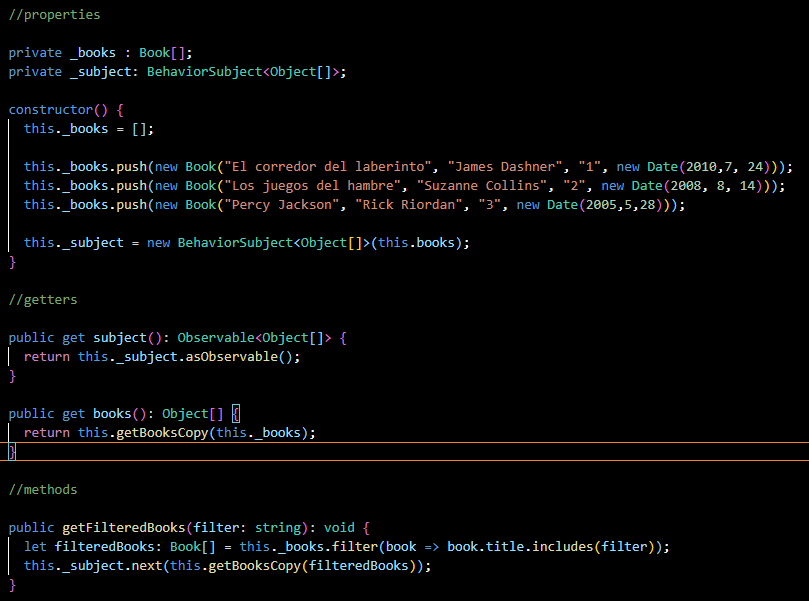 //properties
private _books : Book[];
private _subject: BehaviorSubject<Object[]>;
constructor() {
this._books = [];
this._books.push(new Book("El corredor del laberinto", "James Dashner", "1", new Date(2010,7, 24)));
this._books.push(new Book("Los juegos del hambre", "Suzanne Collins", "2", new Date(2008, 8, 14)));
this._books.push(new Book("Percy Jackson", "Rick Riordan", "3", new Date(2005,5,28)));
this._subject = new BehaviorSubject<Object[]>(this.books);
}
//getters
public get subject(): Observable<Object[]> {
return this._subject.asObservable();
}
public get books(): Object[] {
return this.getBooksCopy(this._books);
}
//methods
public getFilteredBooks(filter: string): void {
let filteredBooks: Book[] = this._books.filter(book => book.title.includes(filter));
this._subject.next(this.getBooksCopy(filteredBooks));
}